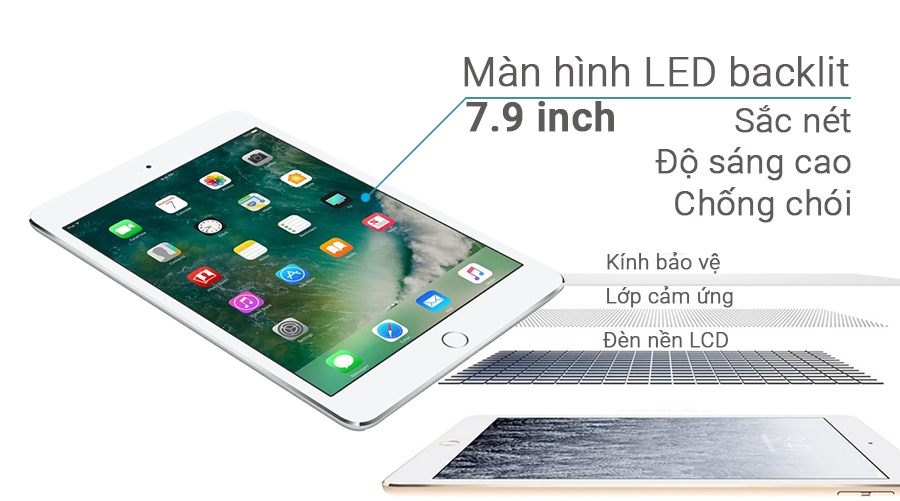 Màn hình LED backlit
7.9 inch
Sắc nét
Độ sáng cao
Chống chói
Kính bảo vệ
Lớp cảm ứng
Đèn nền LCD